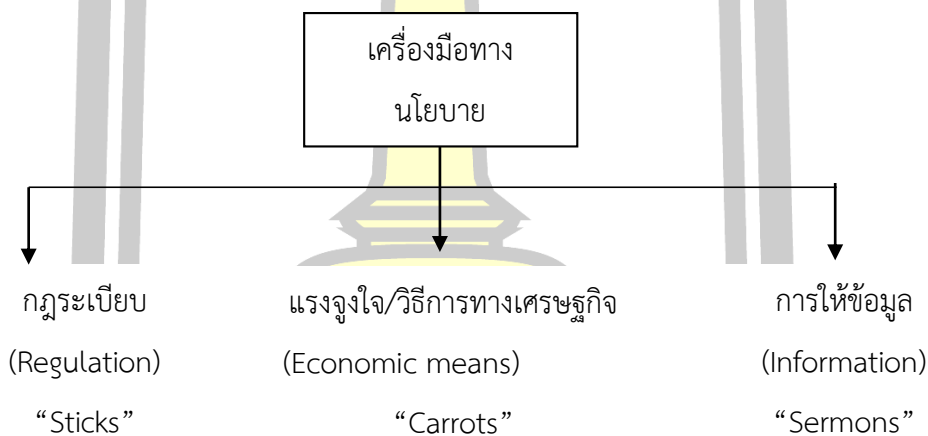 เครื่องมือทาง
นโยบาย
กฎระเบียบ
(Regulation)
“Sticks”
แรงจูงใจ/วิธีการทางเศรษฐกิจ
(Economic means)
“Carrots”
การให้ข้อมูล
(Information)
“Sermons”